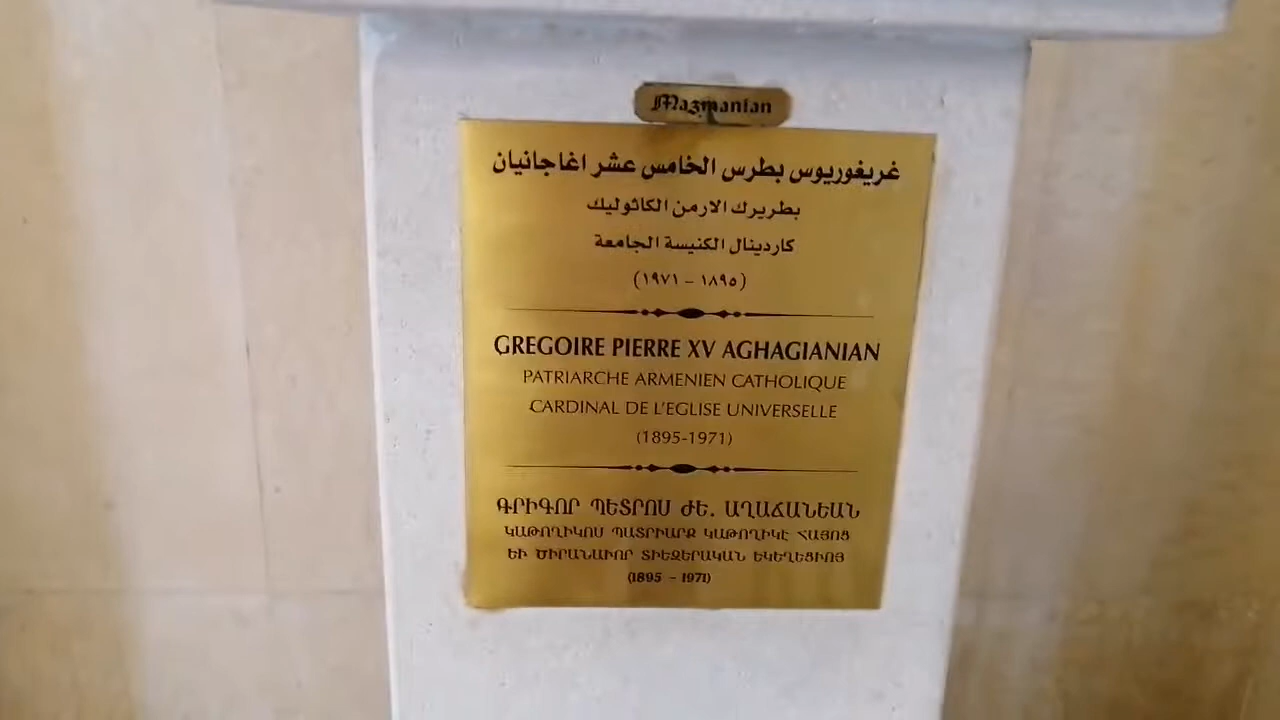 Mazmanian
غريغوريوس بطرس الخامس عشر اغاجانيان
بطريرك الارمن الكاثوليك
كاردينال الكنيسة الجامعة
(١٨٩٥ – ١٩٧١)
GREGOIRE PIERRE XV AGHAGIANIAN
PATRIARCHE ARMENIEN CATHOLIQUE
CARDINAL DE L'EGLISE UNIVERSELLE
(1895-1971)
ԳՐԻԳՈՐ ՊԵՏՐՈՍ ԺԵ. ԱՂԱՃԱՆԵԱՆ
ԿԱԹՈՂԻԿՈՍ ՊԱՏՐԻԱՐՔ ԿԱԹՈՂԻԿԷ ՀԱՅՈՑ
ԵՒ ԾԻՐԱՆԱՒՈՐ ՏԻԵԶԵՐԱԿԱՆ ԵԿԵՂԵՑԻՈՅ
(1895 – 1971)